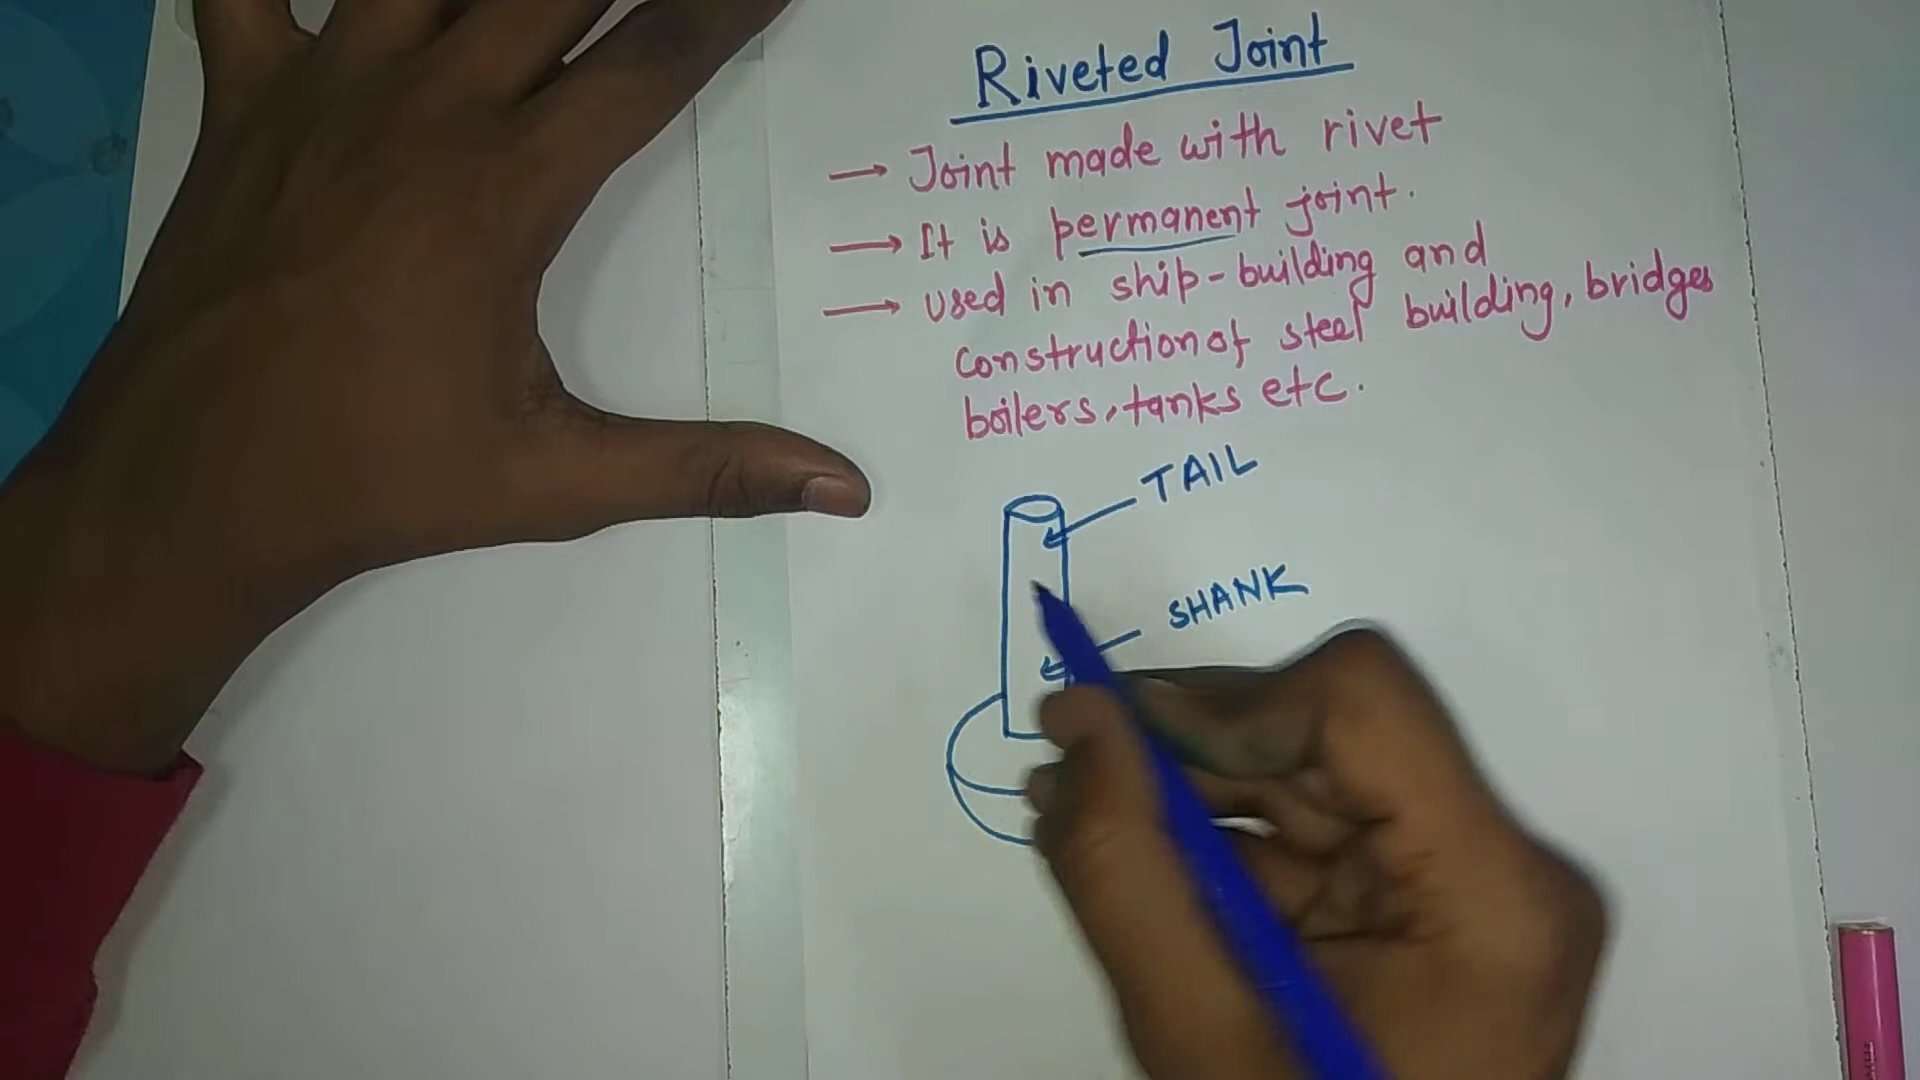 Riveted Joint
→ Joint made with rivet
→ It is permanent joint.
→ used in ship-building and
construction of steel building, bridges
boilers, tanks etc.
TAIL
SHANK